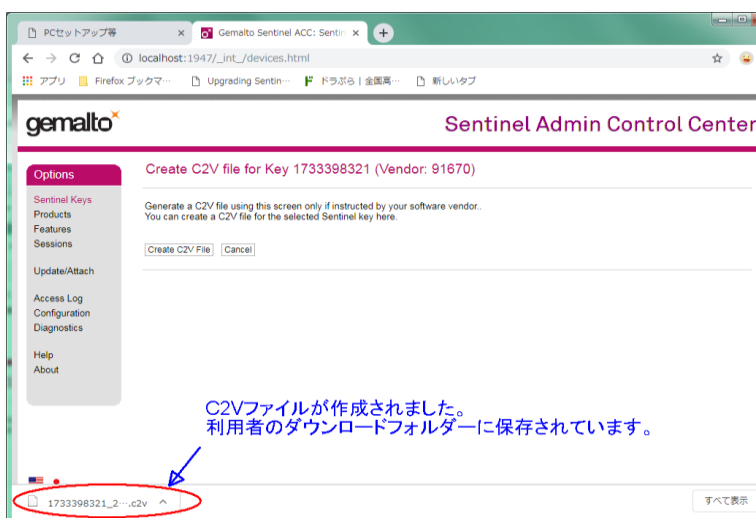 PCセットアップ等
Gemalto Sentinel ACC: Sentin
localhost:1947/_int_/devices.html
アプリ
Firefox ブックマ…
Upgrading Sentin…
ドラぷら | 全国高…
新しいタブ
gemalto
Sentinel Admin Control Center
Options
Sentinel Keys
Products
Features
Sessions
Update/Attach
Access Log
Configuration
Diagnostics
Help
About
Create C2V file for Key 1733398321 (Vendor: 91670)
Generate a C2V file using this screen only if instructed by your software vendor..
You can create a C2V file for the selected Sentinel key here.
Create C2V File
Cancel
C2Vファイルが作成されました。
利用者のダウンロードフォルダーに保存されています。
1733398321_2….c2v
すべて表示